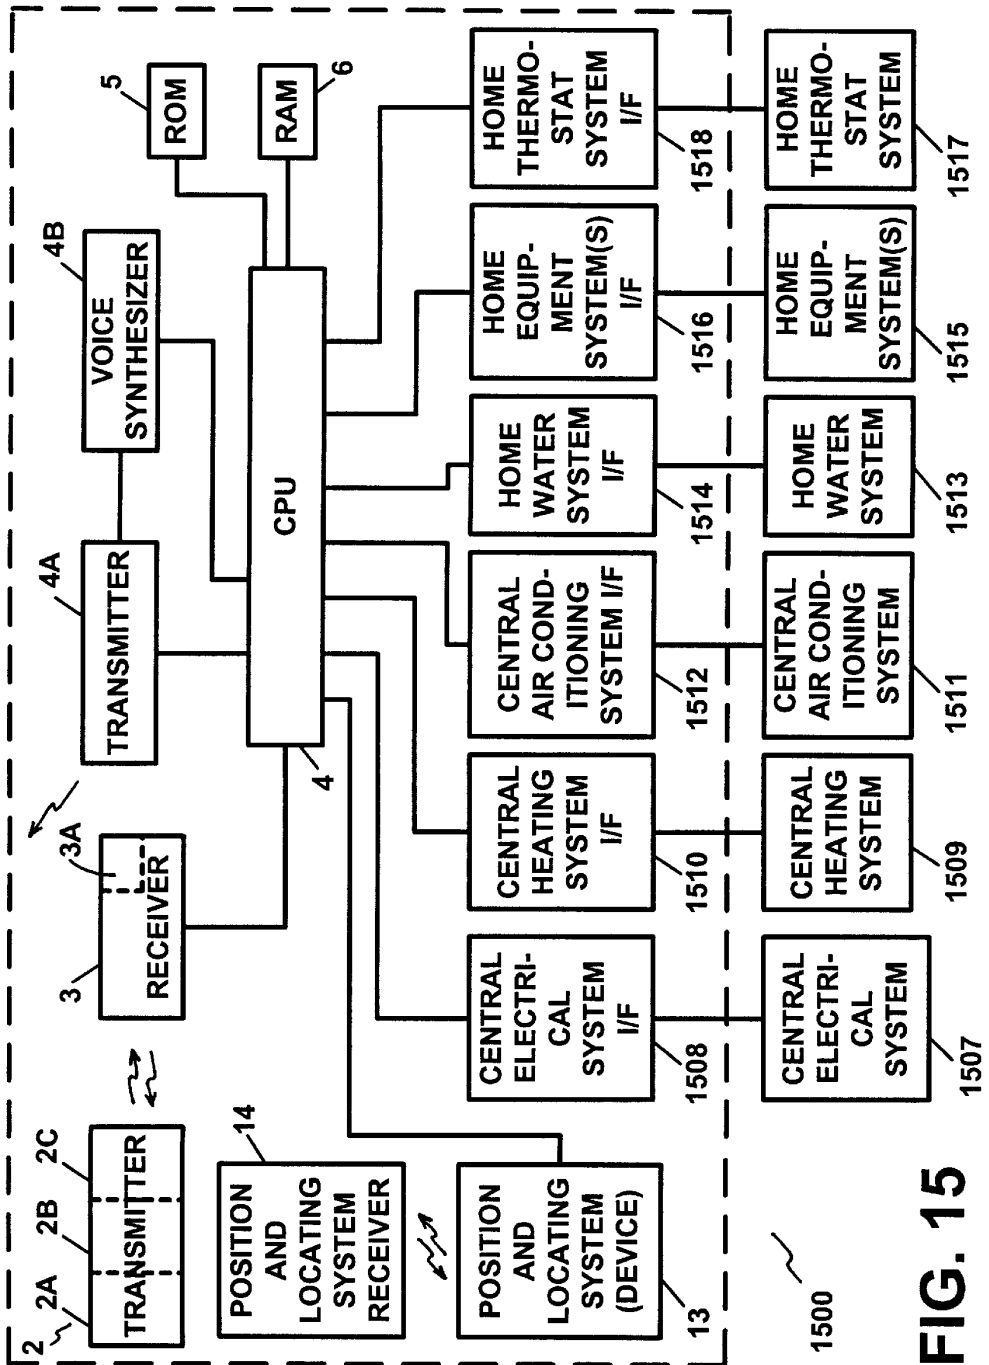 2
2A
2B
2C
TRANSMITTER
3
3A
RECEIVER
4A
TRANSMITTER
4B
VOICE
SYNTHESIZER
5
ROM
6
RAM
14
POSITION
AND
LOCATING
SYSTEM
RECEIVER
4
CPU
POSITION
AND
LOCATING
SYSTEM
(DEVICE)
13
CENTRAL
ELECTRI-
CAL
SYSTEM
I/F
1508
CENTRAL
HEATING
SYSTEM
I/F
1510
CENTRAL
AIR COND-
ITIONING
SYSTEM I/F
1512
HOME
WATER
SYSTEM
I/F
1514
HOME
EQUIP-
MENT
SYSTEM(S)
I/F
1516
HOME
THERMO-
STAT
SYSTEM
I/F
1518
CENTRAL
ELECTRI-
CAL
SYSTEM
1507
CENTRAL
HEATING
SYSTEM
1509
CENTRAL
AIR COND-
ITIONING
SYSTEM
1511
HOME
WATER
SYSTEM
1513
HOME
EQUIP-
MENT
SYSTEM(S)
1515
HOME
THERMO-
STAT
SYSTEM
1517
1500
FIG. 15